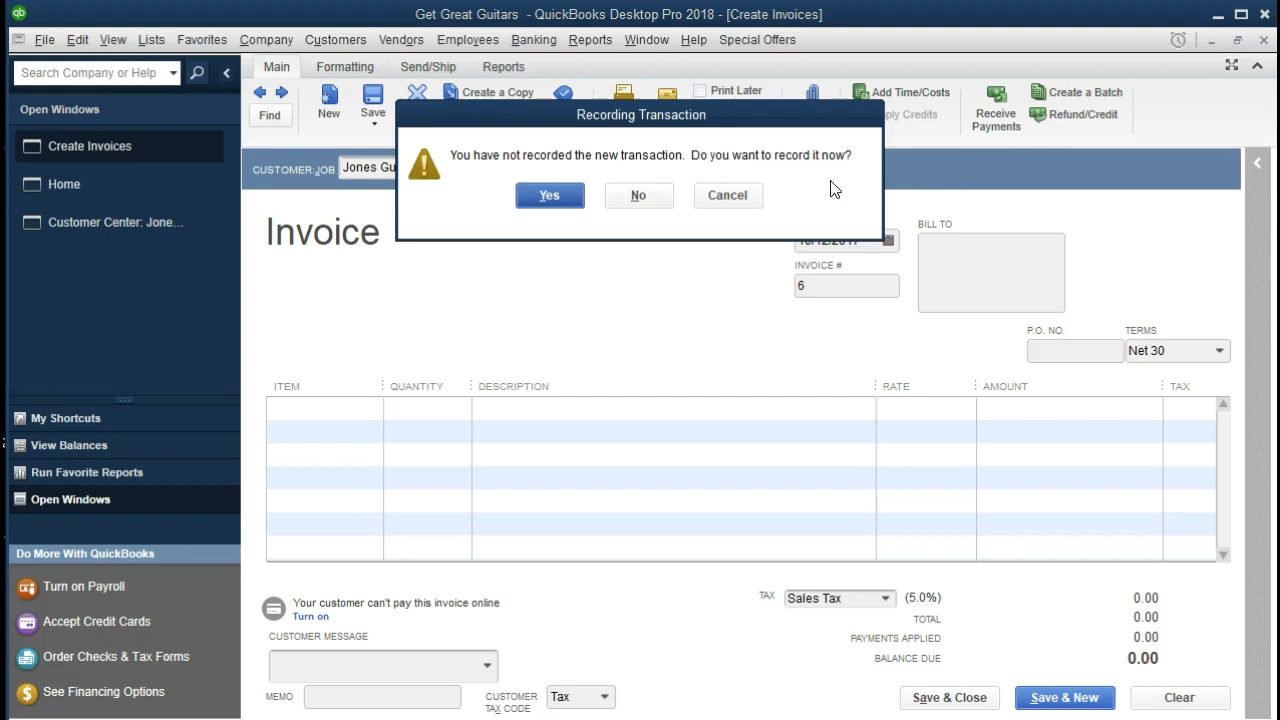 qb
Get Great Guitars - QuickBooks Desktop Pro 2018 - [Create Invoices]
File Edit View Lists Favorites Company Customers Vendors Employees Banking Reports Window Help Special Offers
Search Company or Help
Main Formatting Send/Ship Reports
Find
New
Save
Create a Copy
Print Later
Add Time/Costs
ply Credits
Receive
Payments
Create a Batch
Refund/Credit
Open Windows
Create Invoices
Home
Customer Center: Jone...
My Shortcuts
View Balances
Run Favorite Reports
Open Windows
Do More With QuickBooks
Turn on Payroll
Accept Credit Cards
Order Checks & Tax Forms
See Financing Options
Recording Transaction
You have not recorded the new transaction. Do you want to record it now?
Yes No Cancel
CUSTOMER:JOB Jones Gu
Invoice
BILL TO
INVOICE #
6
P.O. NO. TERMS
Net 30
ITEM QUANTITY DESCRIPTION RATE AMOUNT TAX
Your customer can't pay this invoice online
Turn on
CUSTOMER MESSAGE
TAX Sales Tax (5.0%) 0.00
TOTAL 0.00
PAYMENTS APPLIED 0.00
BALANCE DUE 0.00
MEMO
CUSTOMER
TAX CODE
Tax
Save & Close Save & New Clear